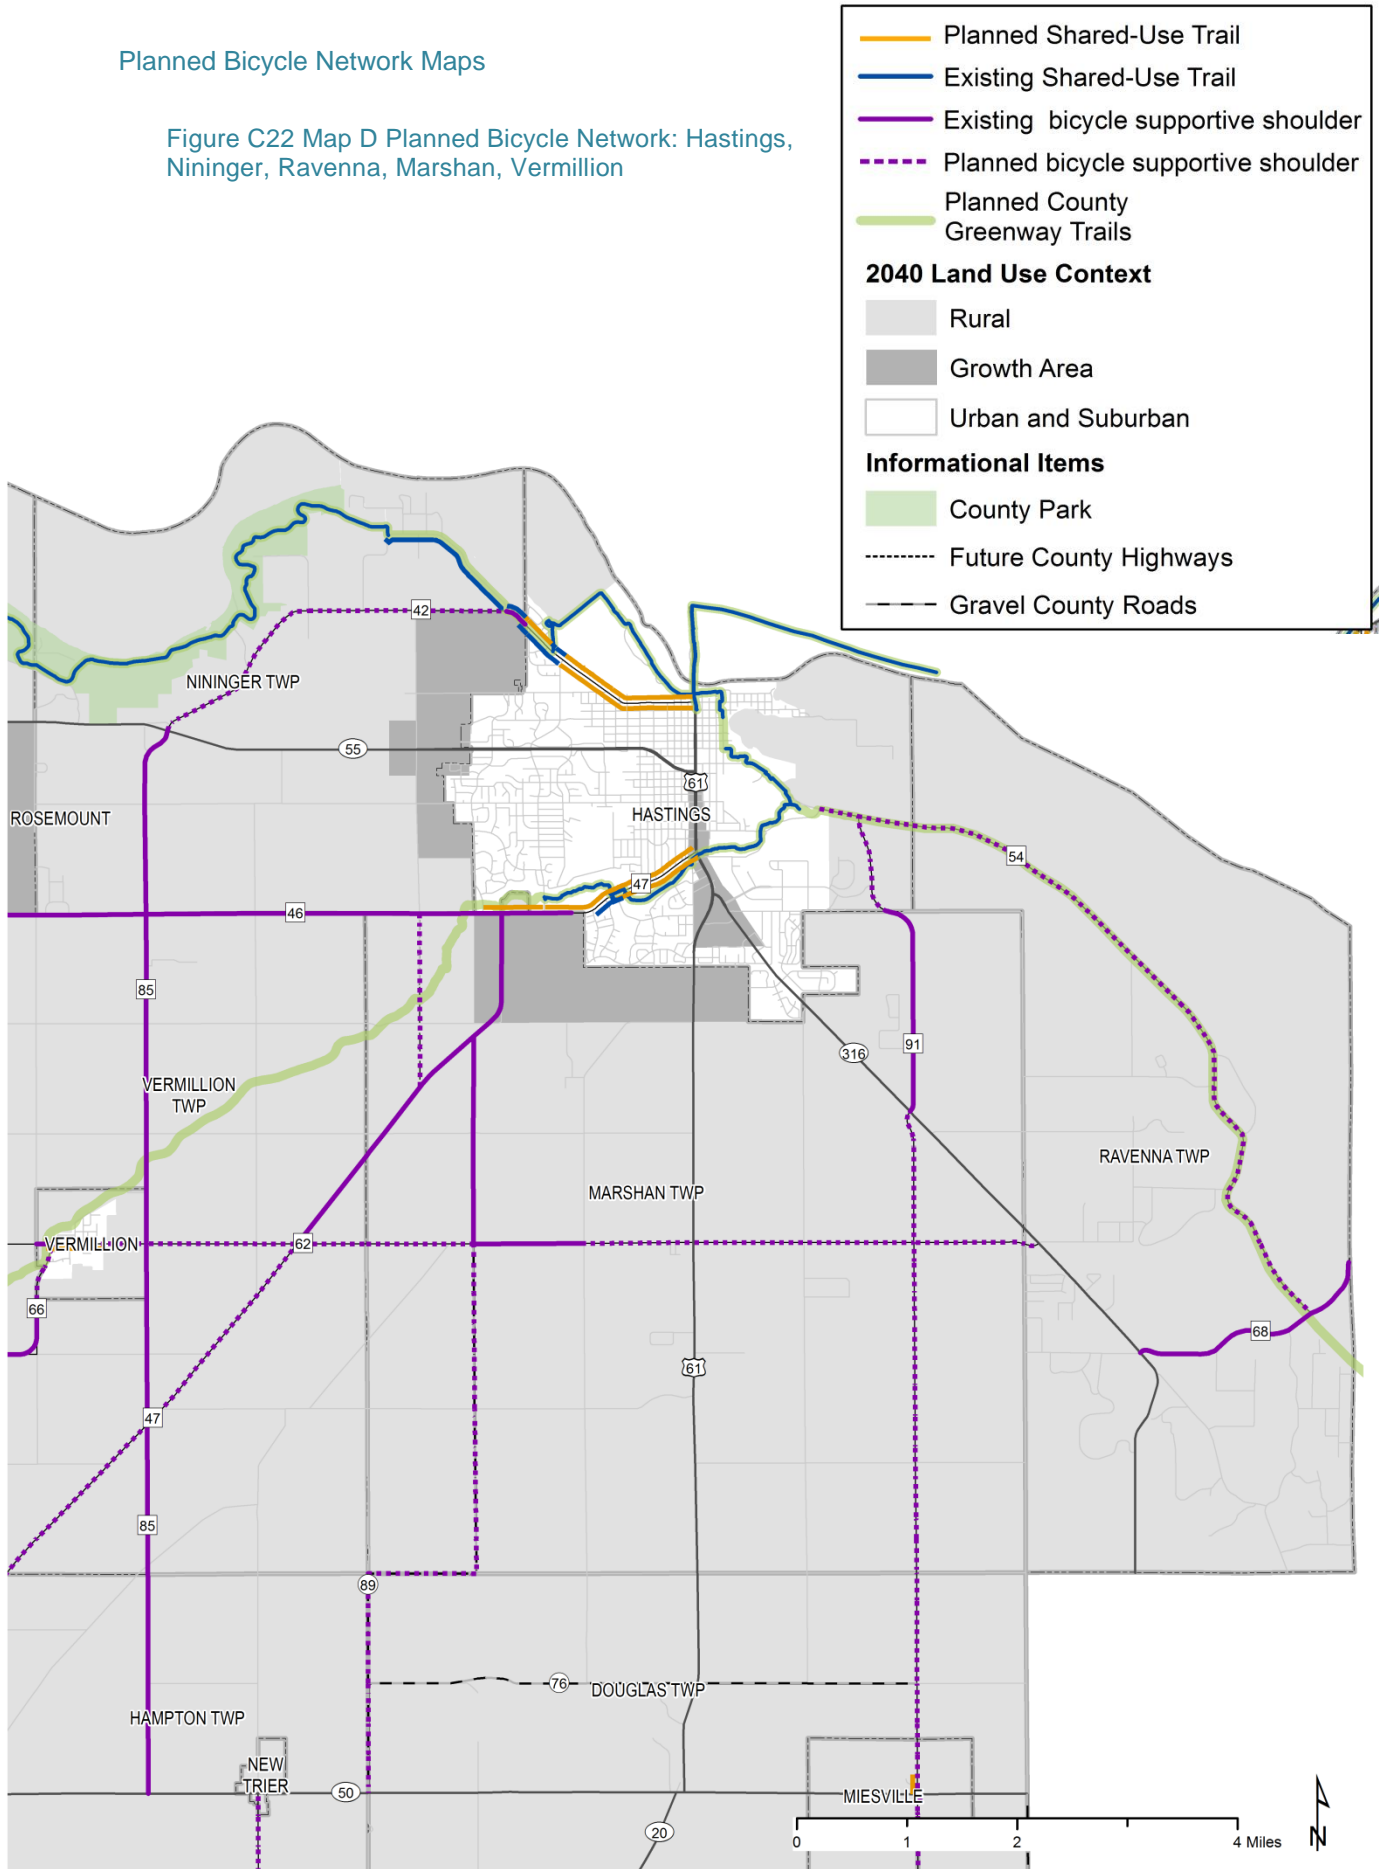 Planned Bicycle Network Maps
Figure C22 Map D Planned Bicycle Network: Hastings,
Nininger, Ravenna, Marshan, Vermillion
Planned Shared-Use Trail
Existing Shared-Use Trail
Existing bicycle supportive shoulder
Planned bicycle supportive shoulder
Planned County
Greenway Trails
2040 Land Use Context
Rural
Growth Area
Urban and Suburban
Informational Items
County Park
Future County Highways
Gravel County Roads
42
NININGER TWP
55
61
ROSEMOUNT
HASTINGS
54
47
46
85
91
316
VERMILLION
TWP
RAVENNA TWP
MARSHAN TWP
VERMILLION
62
66
68
61
47
85
89
76
DOUGLAS TWP
HAMPTON TWP
NEW
TRIER
50
MIESVILLE
20
0 1 2 4 Miles
N